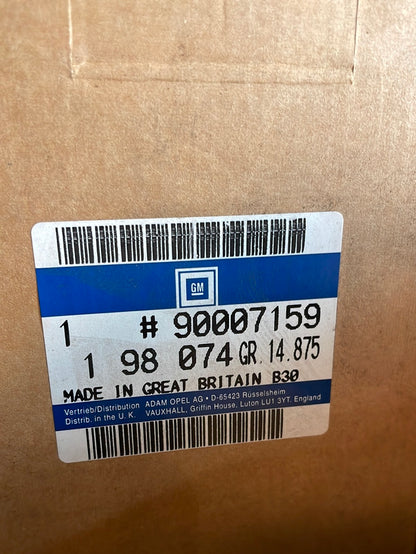 GM
1 # 90007159
1 98 074 GR.14.875
MADE IN GREAT BRITAIN B30
Vertrieb/Distribution ADAM OPEL AG • D-65423 Rüsselsheim
Distrib. in the U.K. VAUXHALL, Griffin House, Luton LU1 3YT. England